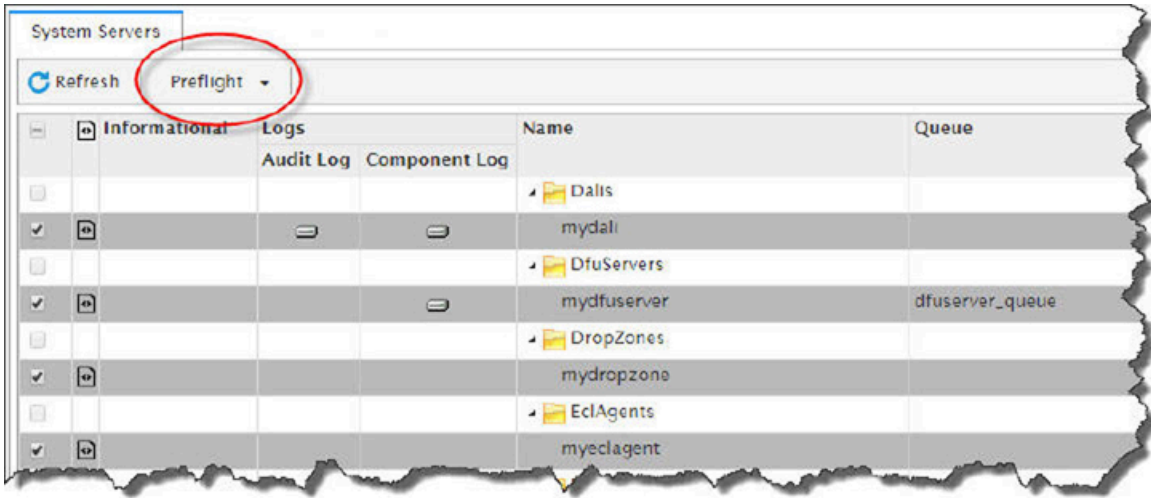 System Servers
Refresh Preflight
Informational Logs Name Queue
Audit Log Component Log
Dalis
mydali
DfuServers
mydfuserver dfuserver_queue
DropZones
mydropzone
EclAgents
myeclagent